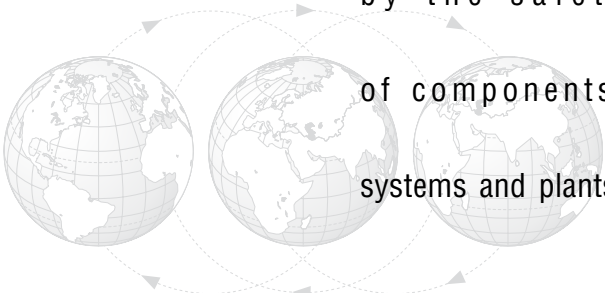 by the safet
of components
systems and plants